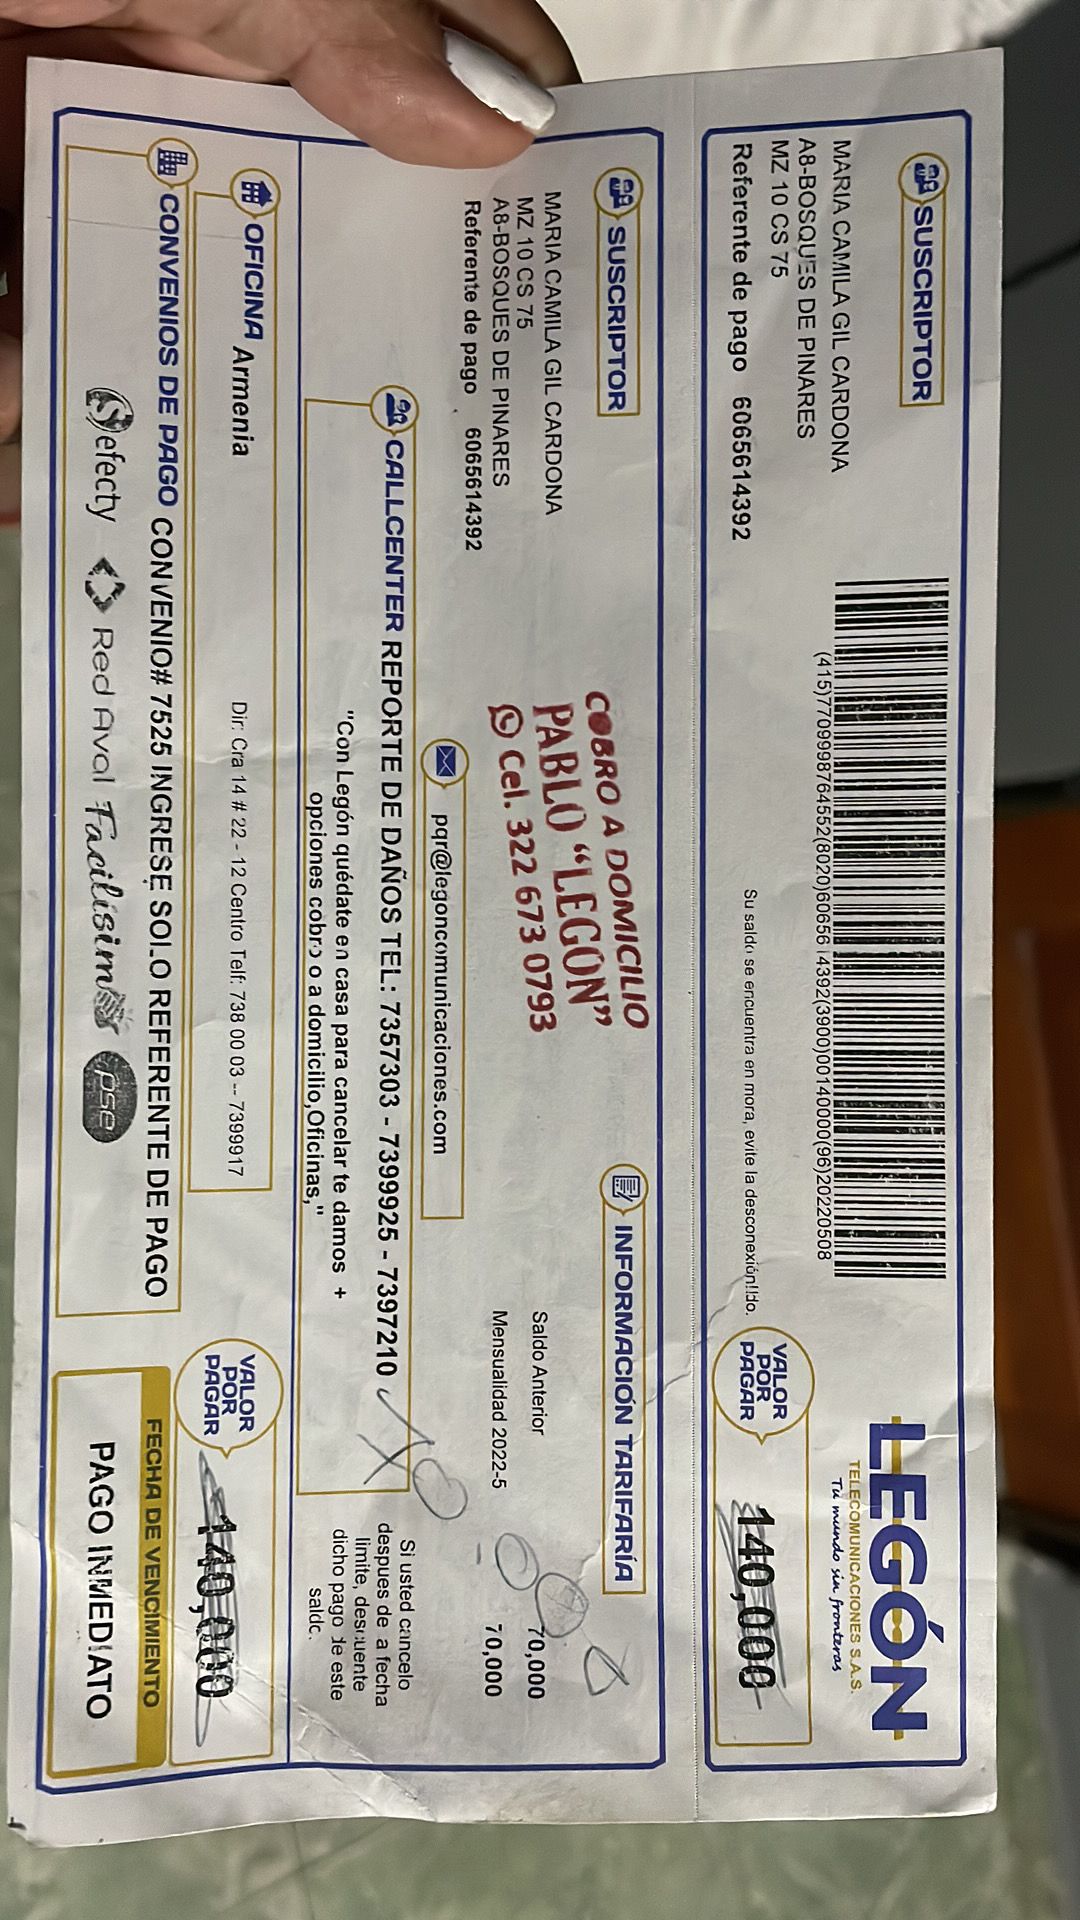 SUSCRIPTOR
MARIA CAMILA GIL CARDONA
A8-BOSQUES DE PINARES
MZ 10 CS 75
Referente de pago 6065614392
(415)7709998764552(8020)6065614392(3900)00140000(96)20220508
Su saldo se encuentra en mora, evite la desconexión!!do.
LEGÓN
TELECOMUNICACIONES S.A.S.
Tu mundo sin fronteras
VALOR
POR
PAGAR
140,000
SUSCRIPTOR
MARIA CAMILA GIL CARDONA
MZ 10 CS 75
A8-BOSQUES DE PINARES
Referente de pago 6065614392
COBRO A DOMICILIO
PABLO "LEGÓN"
Cel. 322 673 0793
pqr@legoncomunicaciones.com
INFORMACIÓN TARIFARÍA
Saldo Anterior 70,000
Mensualidad 2022-5 70,000
CALLCENTER REPORTE DE DAÑOS TEL.: 7357303 - 7399925 - 7397210
"Con Legón quédate en casa para cancelar te damos +
opciones cobro a domicilio,Oficinas,"
Si usted cancelo
despues de a fecha
limite, descuente
dicho pago de este
saldo.
OFICINA Armenia
Dir: Cra 14 # 22 - 12 Centro Telf: 738 00 03 -- 7399917
VALOR
POR
PAGAR
140,000
CONVENIOS DE PAGO CONVENIO# 7525 INGRESE SOLO REFERENTE DE PAGO
efecty Red Aval Facilísimo pse
FECHA DE VENCIMIENTO
PAGO INMEDIATO